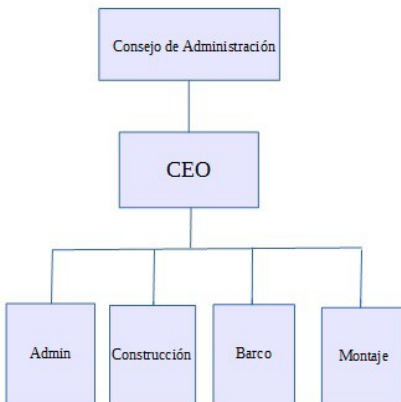 Consejo de Administración
CEO
Admin
Construcción
Barco
Montaje